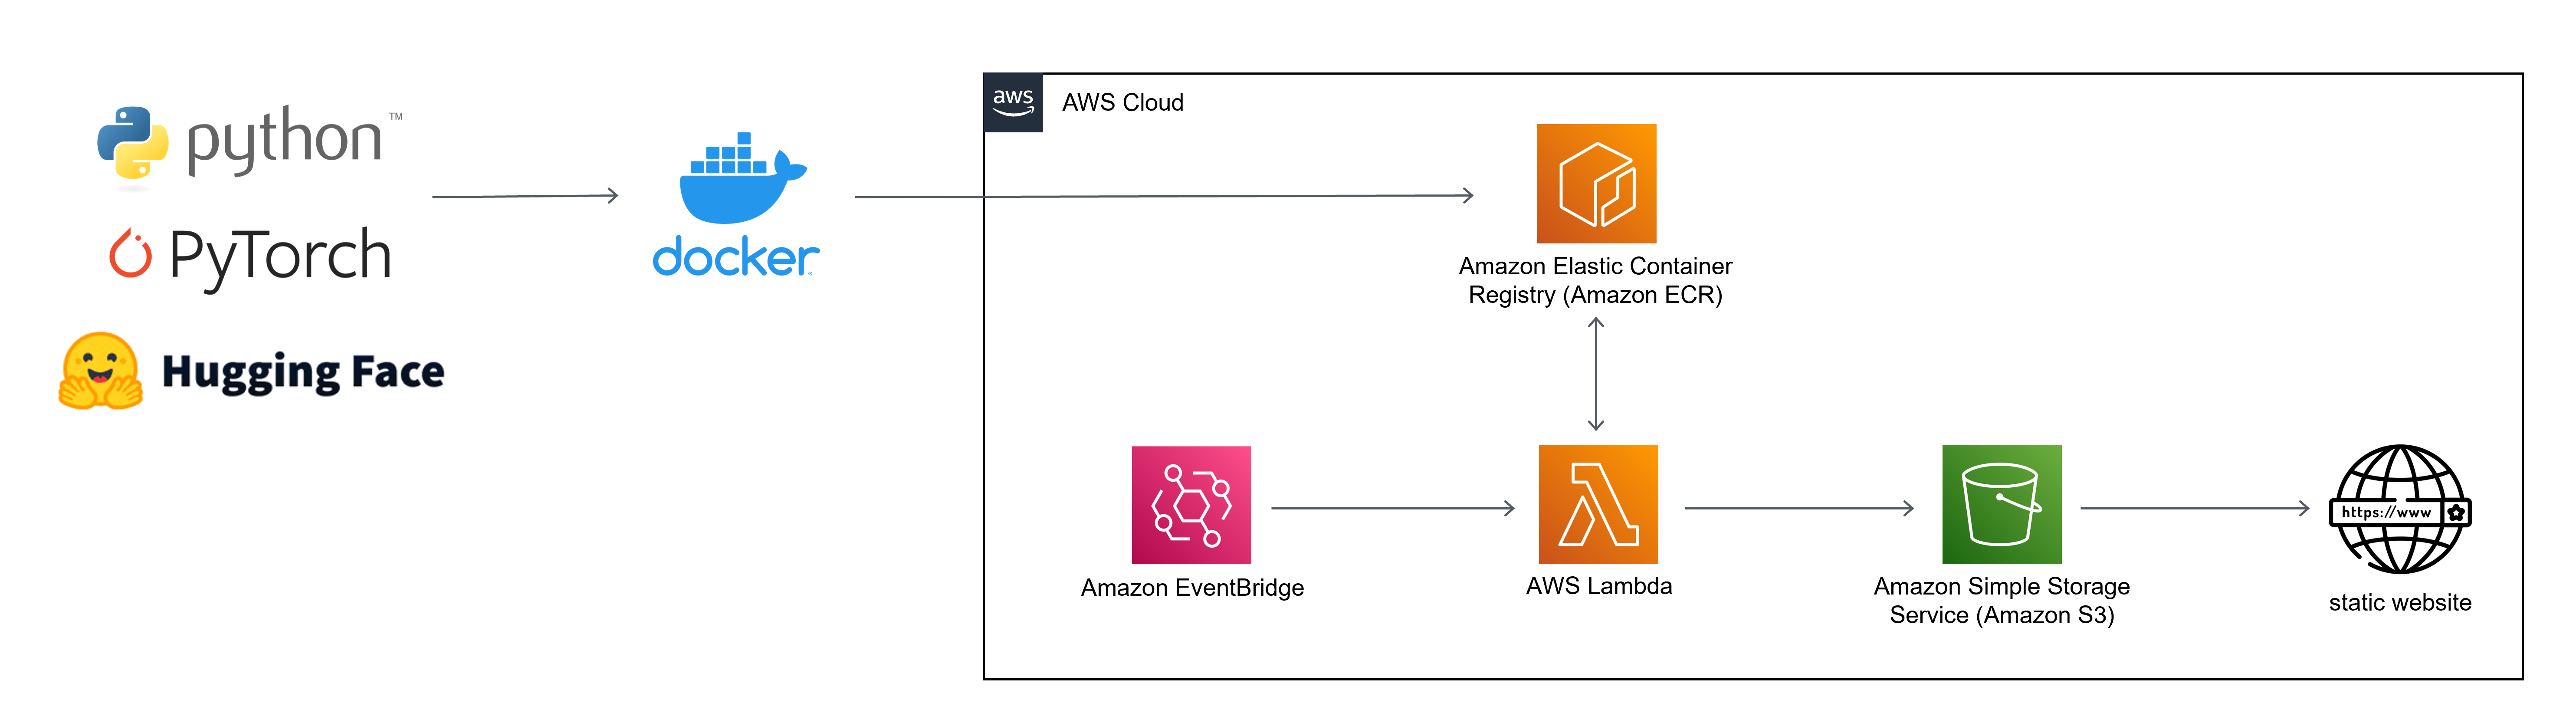 python™
PyTorch
Hugging Face
docker
aws
AWS Cloud
Amazon Elastic Container
Registry (Amazon ECR)
Amazon EventBridge
AWS Lambda
Amazon Simple Storage
Service (Amazon S3)
https://www
static website